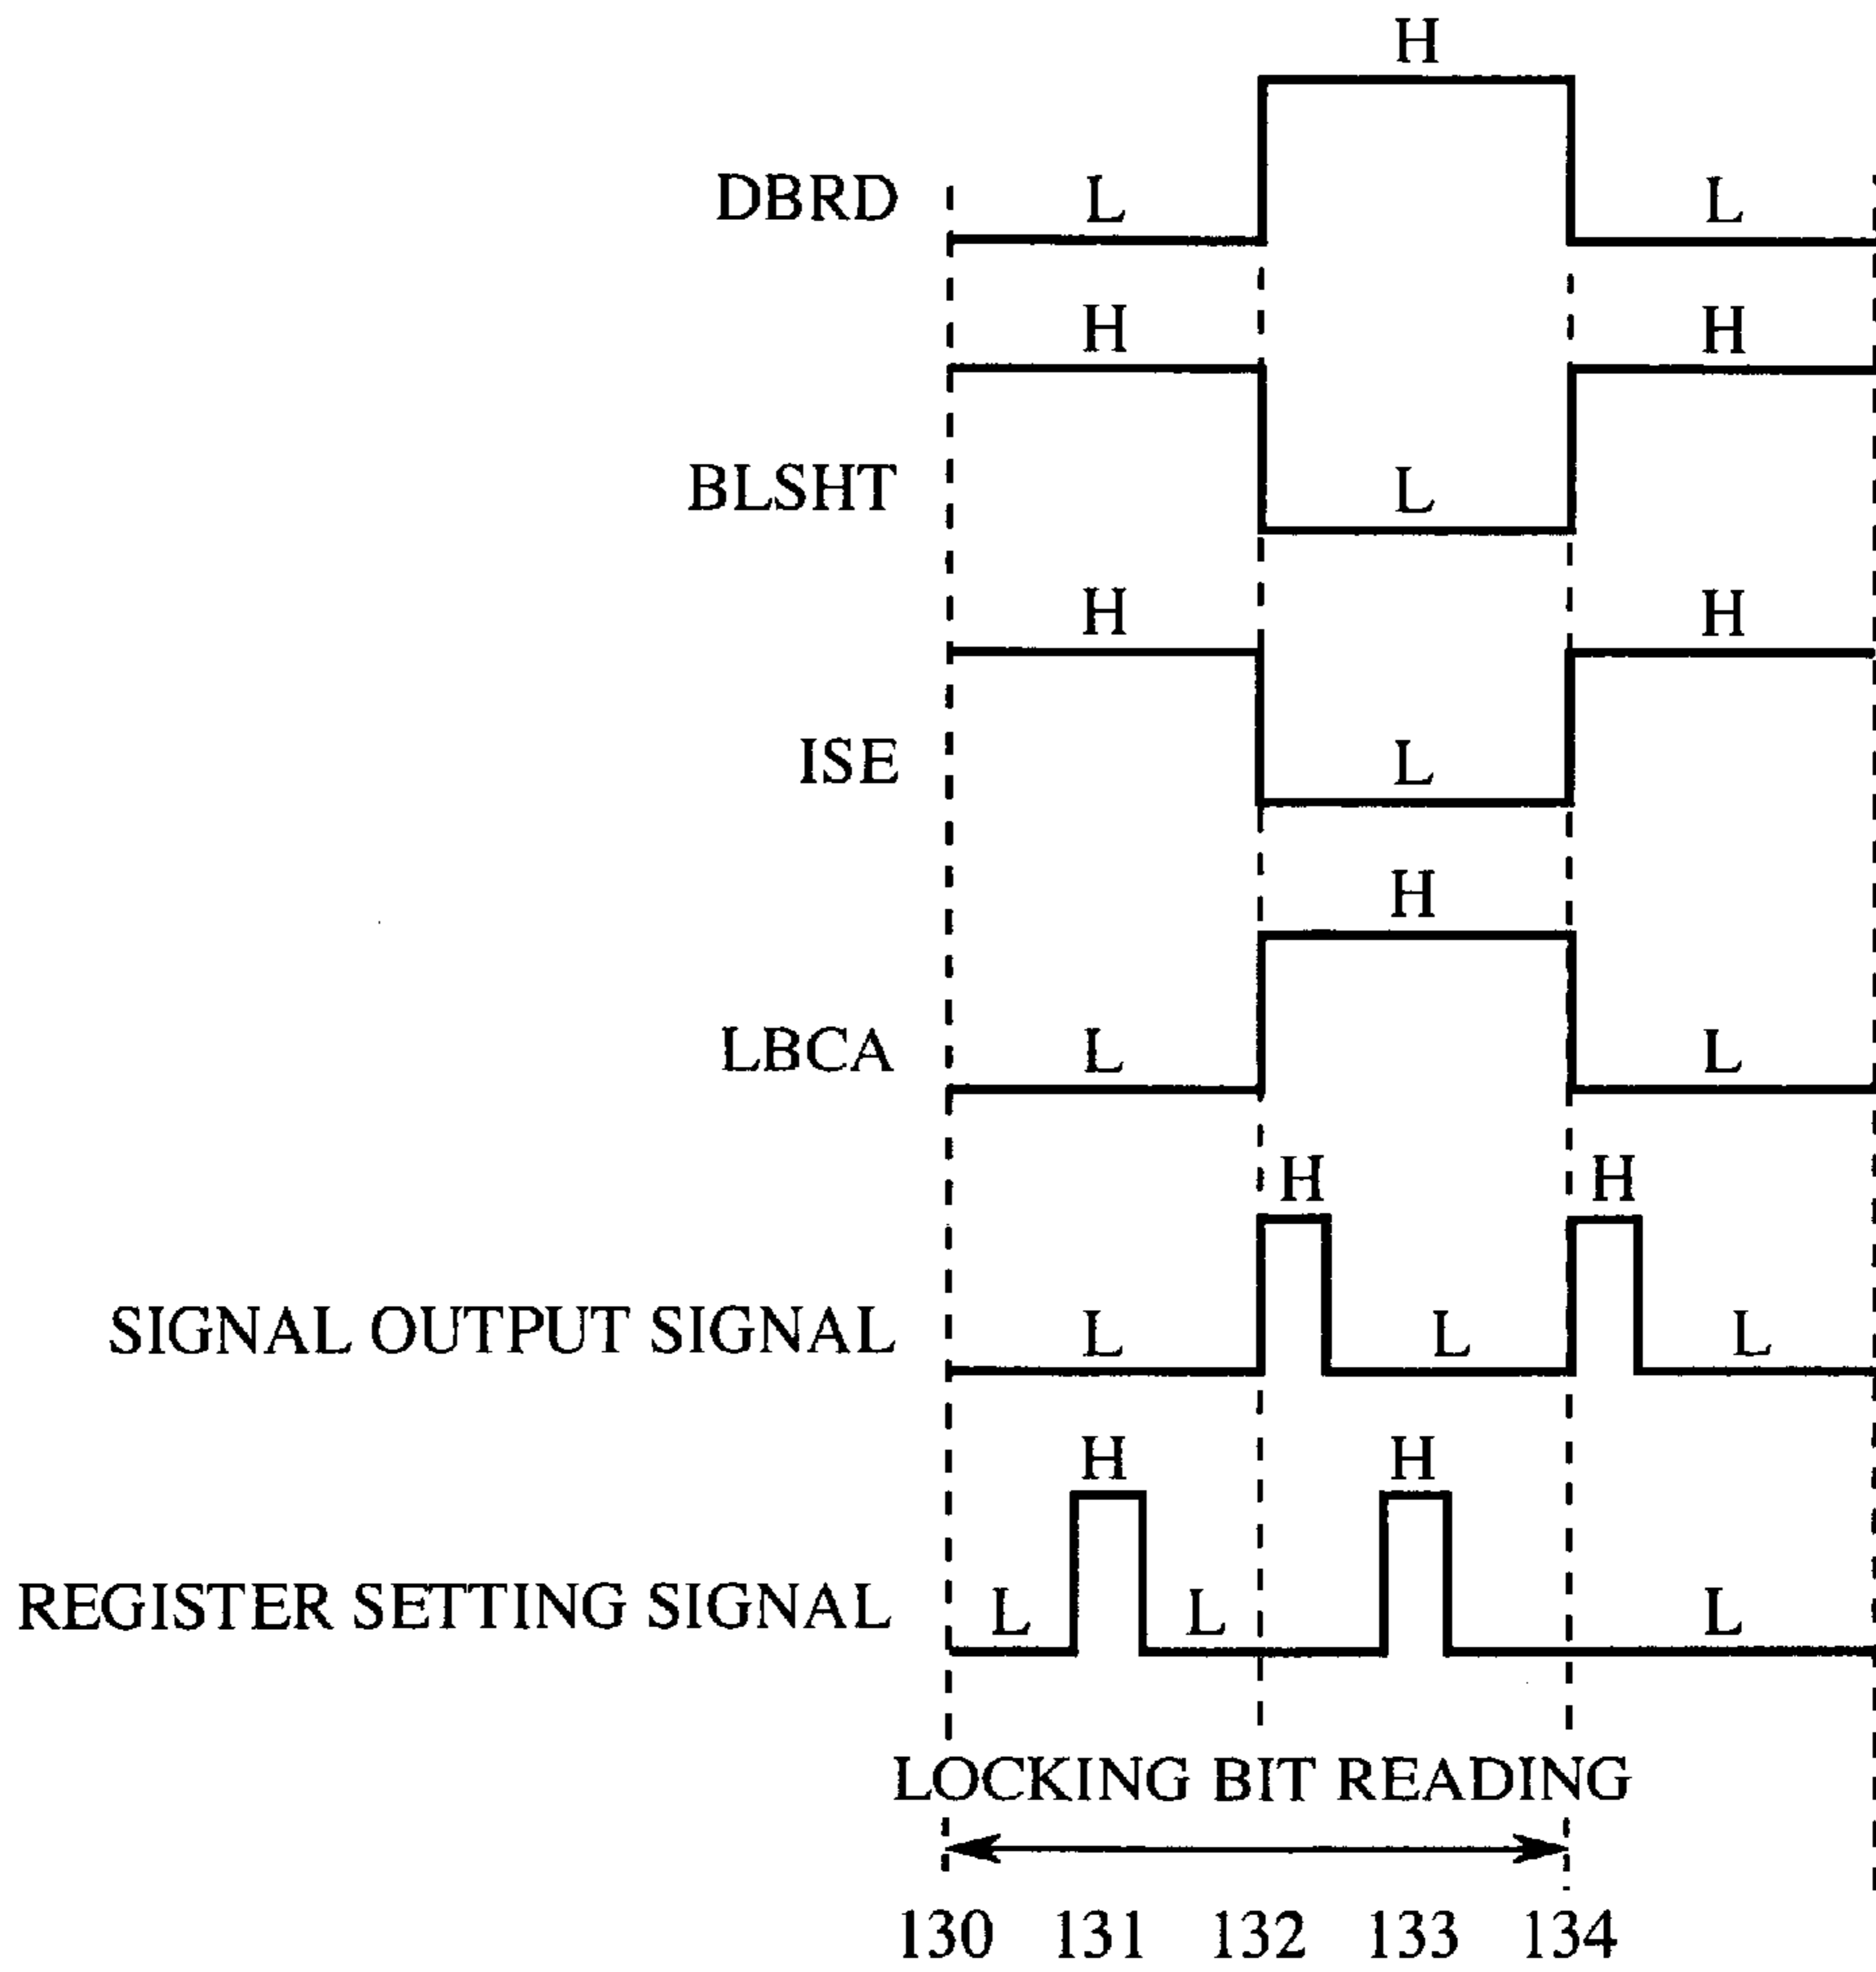 H
DBRD L L
H H
BLSHT L
H H
ISE L
H
LBCA L L
H H
SIGNAL OUTPUT SIGNAL L L L
H H
REGISTER SETTING SIGNAL L L L
LOCKING BIT READING
130 131 132 133 134